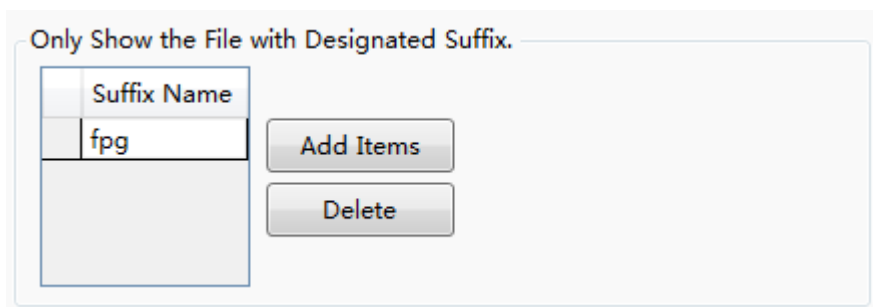 Only Show the File with Designated Suffix.
Suffix Name
fpg
Add Items
Delete